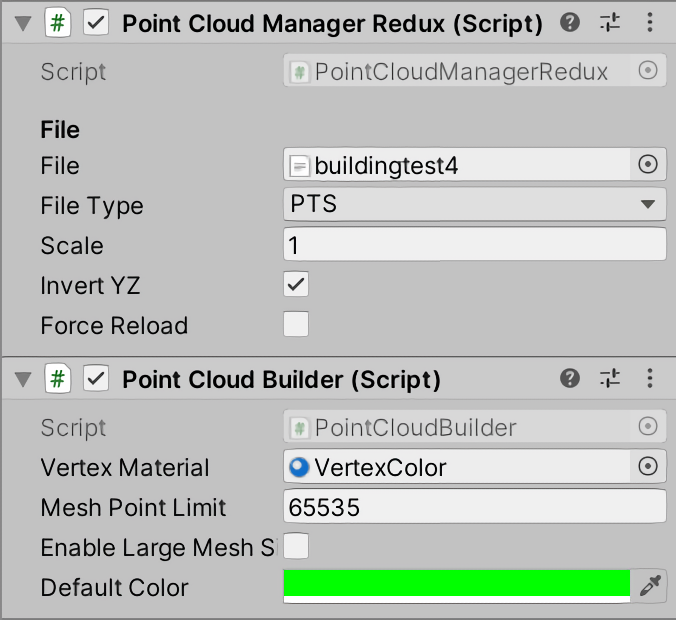 # Point Cloud Manager Redux (Script)
Script # PointCloudManagerRedux
File
File buildingtest4
File Type PTS
Scale 1
Invert YZ
Force Reload
# Point Cloud Builder (Script)
Script # PointCloudBuilder
Vertex Material VertexColor
Mesh Point Limit 65535
Enable Large Mesh S
Default Color